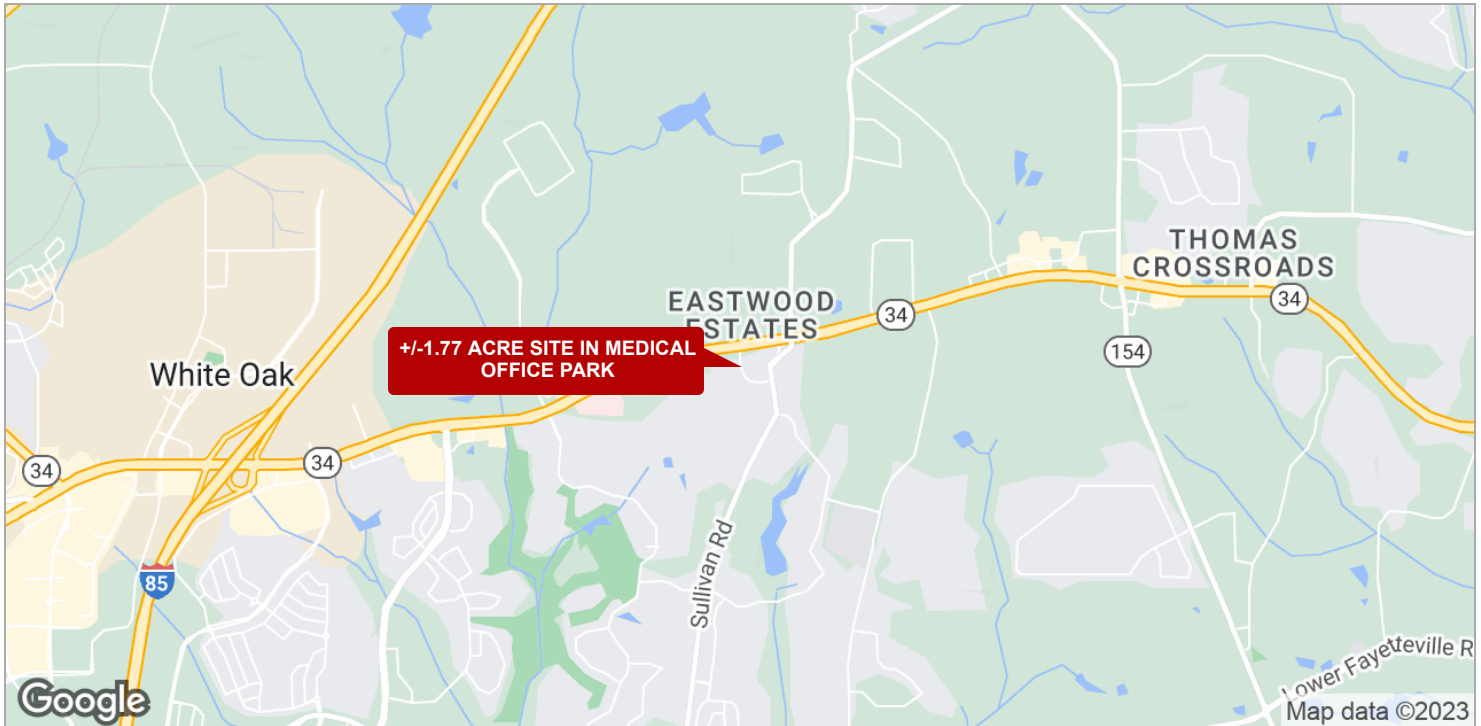 THOMAS
CROSSROADS
34
EASTWOOD
ESTATES
34
+/-1.77 ACRE SITE IN MEDICAL
OFFICE PARK
154
White Oak
34
34
85
Sullivan Rd
Lower Fayetteville R
Google
Map data ©2023